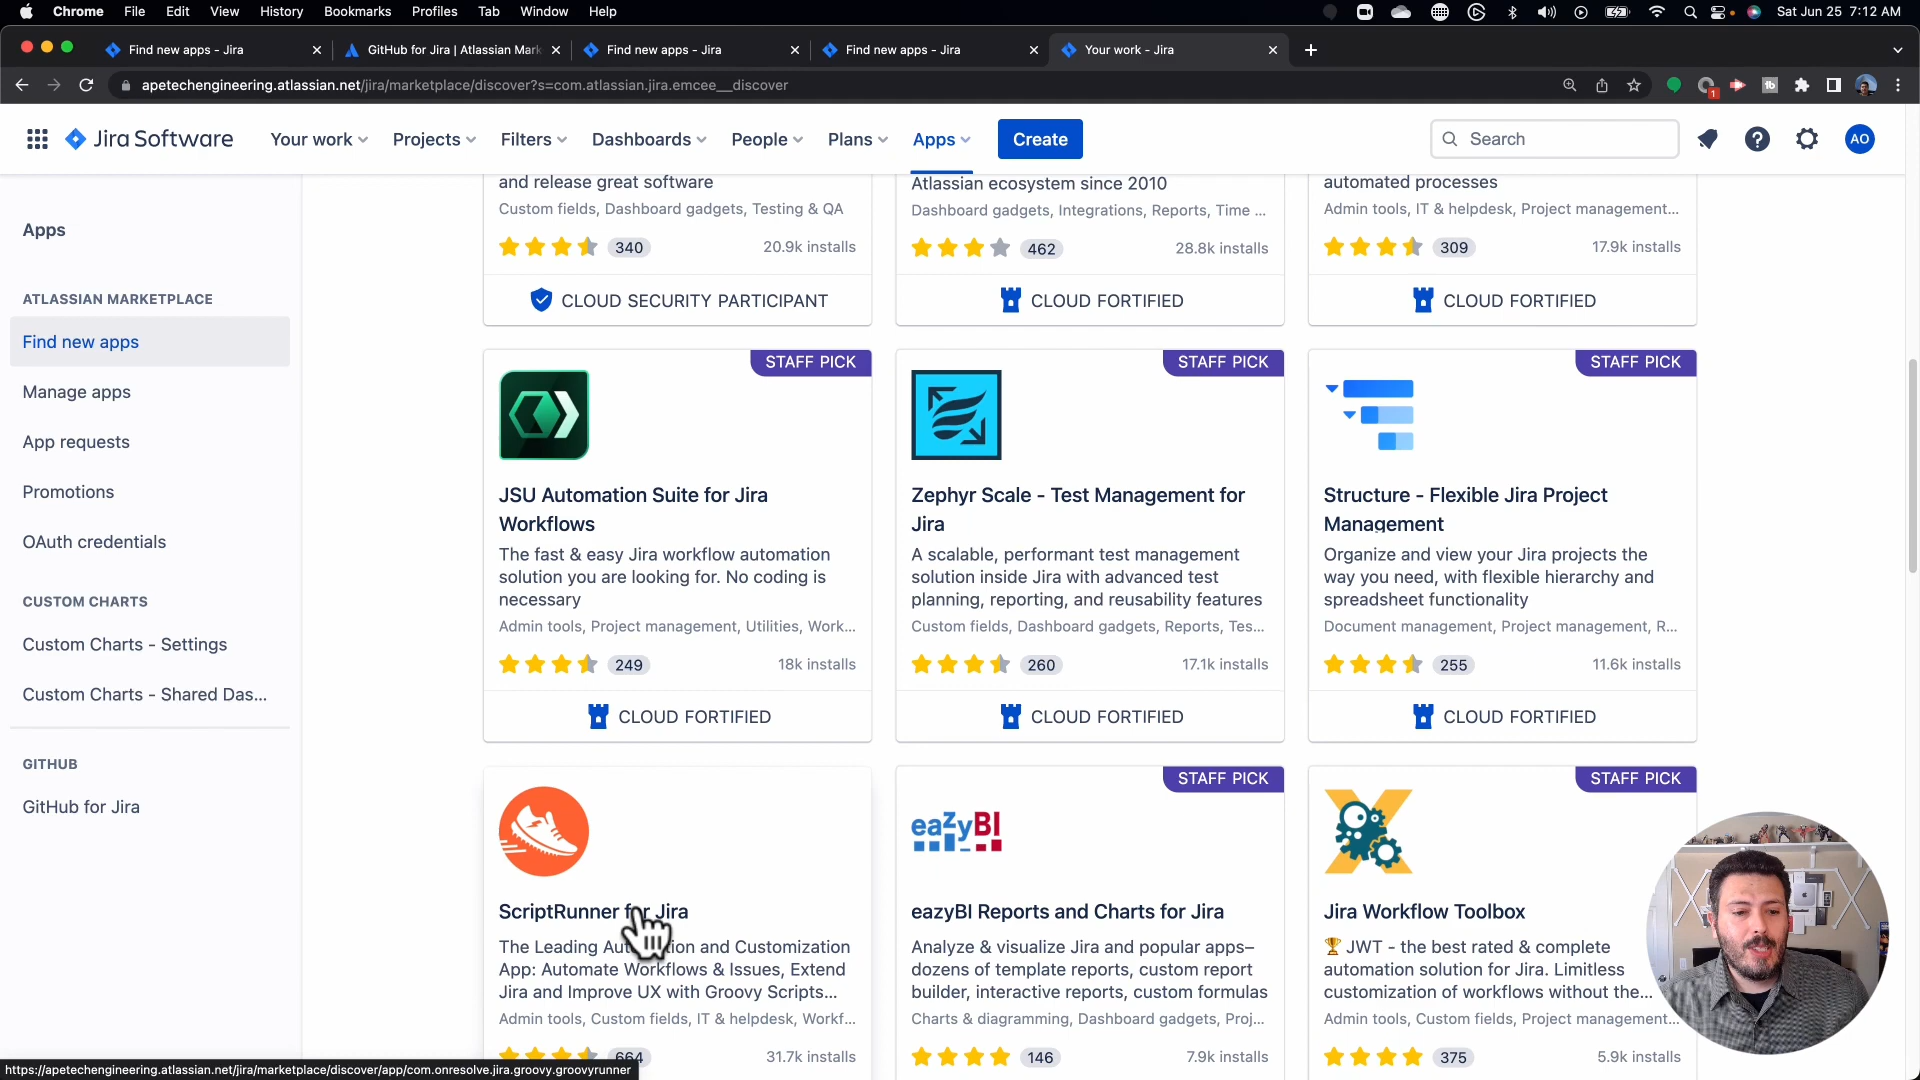 Chrome File Edit View History Bookmarks Profiles Tab Window Help Sat Jun 25 7:12 AM
Find new apps - Jira GitHub for Jira | Atlassian Mark Find new apps - Jira Find new apps - Jira Your work - Jira
apetechengineering.atlassian.net/jira/marketplace/discover?s=com.atlassian.jira.emcee__discover 1 tb
Jira Software Your work Projects Filters Dashboards People Plans Apps Create Search AO
Apps
ATLASSIAN MARKETPLACE
Find new apps
Manage apps
App requests
Promotions
OAuth credentials
CUSTOM CHARTS
Custom Charts - Settings
Custom Charts - Shared Das...
GITHUB
GitHub for Jira
and release great software
Custom fields, Dashboard gadgets, Testing & QA
340 20.9k installs
CLOUD SECURITY PARTICIPANT
Atlassian ecosystem since 2010
Dashboard gadgets, Integrations, Reports, Time ...
462 28.8k installs
CLOUD FORTIFIED
automated processes
Admin tools, IT & helpdesk, Project management...
309 17.9k installs
CLOUD FORTIFIED
STAFF PICK
JSU Automation Suite for Jira
Workflows
The fast & easy Jira workflow automation
solution you are looking for. No coding is
necessary
Admin tools, Project management, Utilities, Work...
249 18k installs
CLOUD FORTIFIED
STAFF PICK
Zephyr Scale - Test Management for
Jira
A scalable, performant test management
solution inside Jira with advanced test
planning, reporting, and reusability features
Custom fields, Dashboard gadgets, Reports, Tes...
260 17.1k installs
CLOUD FORTIFIED
STAFF PICK
Structure - Flexible Jira Project
Management
Organize and view your Jira projects the
way you need, with flexible hierarchy and
spreadsheet functionality
Document management, Project management, R...
255 11.6k installs
CLOUD FORTIFIED
ScriptRunner for Jira
The Leading Automation and Customization
App: Automate Workflows & Issues, Extend
Jira and Improve UX with Groovy Scripts...
Admin tools, Custom fields, IT & helpdesk, Workf...
664 31.7k installs
STAFF PICK
eazyBI
eazyBI Reports and Charts for Jira
Analyze & visualize Jira and popular apps–
dozens of template reports, custom report
builder, interactive reports, custom formulas
Charts & diagramming, Dashboard gadgets, Proj...
146 7.9k installs
STAFF PICK
Jira Workflow Toolbox
🏆 JWT - the best rated & complete
automation solution for Jira. Limitless
customization of workflows without the...
Admin tools, Custom fields, Project management...
375 5.9k installs
https://apetechengineering.atlassian.net/jira/marketplace/discover/app/com.onresolve.jira.groovy.groovyrunner